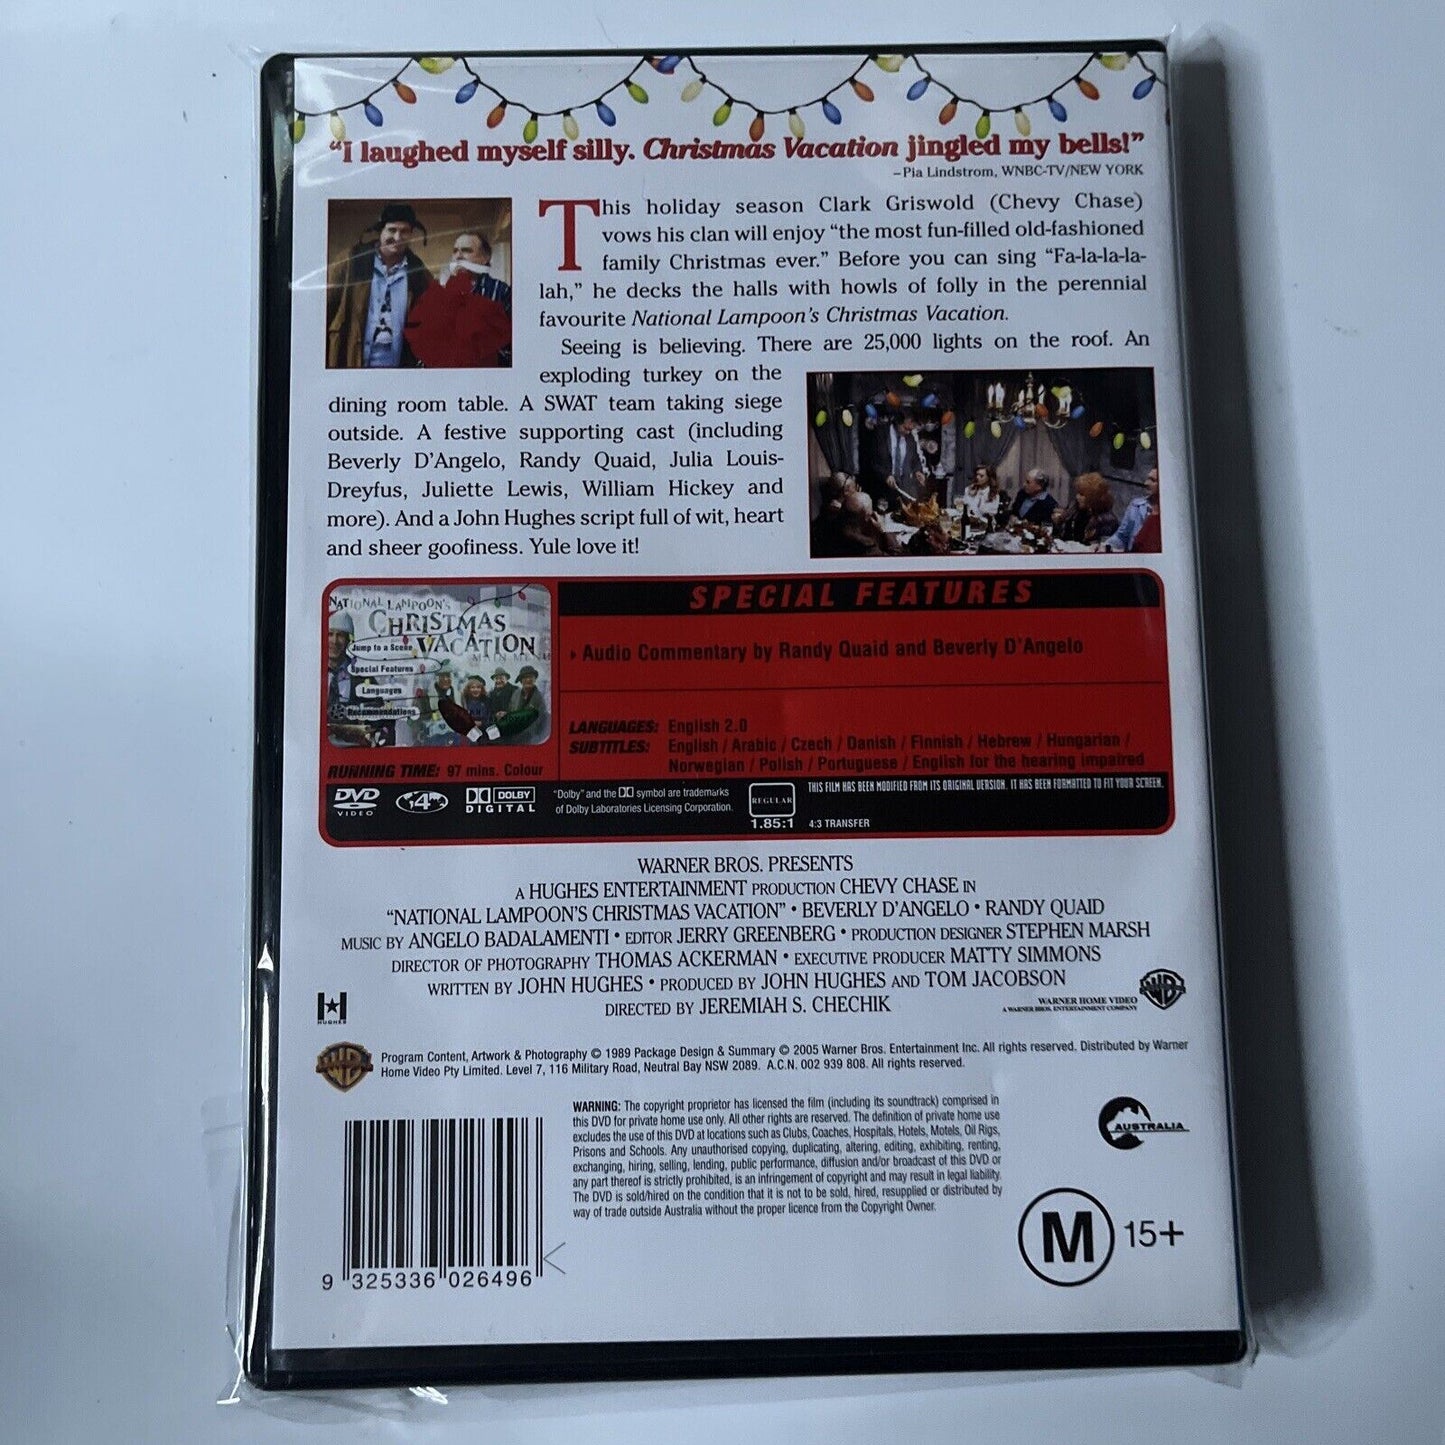 “I laughed myself silly. Christmas Vacation jingled my bells!”
–Pia Lindstrom, WNBC-TV/NEW YORK
This holiday season Clark Griswold (Chevy Chase)
vows his clan will enjoy “the most fun-filled old-fashioned
family Christmas ever.” Before you can sing “Fa-la-la-la-
lah,” he decks the halls with howls of folly in the perennial
favourite National Lampoon’s Christmas Vacation.
Seeing is believing. There are 25,000 lights on the roof. An
exploding turkey on the
dining room table. A SWAT team taking siege
outside. A festive supporting cast (including
Beverly D’Angelo, Randy Quaid, Julia Louis-
Dreyfus, Juliette Lewis, William Hickey and
more). And a John Hughes script full of wit, heart
and sheer goofiness. Yule love it!
NATIONAL LAMPOON'S
CHRISTMAS
VACATION
MAIN MENU
Jump to a Scene
Special Features
Languages
Recommendations
RUNNING TIME: 97 mins. Colour
SPECIAL FEATURES
Audio Commentary by Randy Quaid and Beverly D’Angelo
LANGUAGES: English 2.0
SUBTITLES: English / Arabic / Czech / Danish / Finnish / Hebrew / Hungarian /
Norwegian / Polish / Portuguese / English for the hearing impaired
DVD
VIDEO
4
DOLBY
DIGITAL
“Dolby” and the symbol are trademarks
of Dolby Laboratories Licensing Corporation.
REGULAR
1.85:1
THIS FILM HAS BEEN MODIFIED FROM ITS ORIGINAL VERSION. IT HAS BEEN FORMATTED TO FIT YOUR SCREEN.
4:3 TRANSFER
WARNER BROS. PRESENTS
A HUGHES ENTERTAINMENT PRODUCTION CHEVY CHASE IN
“NATIONAL LAMPOON’S CHRISTMAS VACATION” • BEVERLY D’ANGELO • RANDY QUAID
MUSIC BY ANGELO BADALAMENTI • EDITOR JERRY GREENBERG • PRODUCTION DESIGNER STEPHEN MARSH
DIRECTOR OF PHOTOGRAPHY THOMAS ACKERMAN • EXECUTIVE PRODUCER MATTY SIMMONS
WRITTEN BY JOHN HUGHES • PRODUCED BY JOHN HUGHES AND TOM JACOBSON
DIRECTED BY JEREMIAH S. CHECHIK
HUGHES
WARNER HOME VIDEO
A WARNER BROS. ENTERTAINMENT COMPANY
Program Content, Artwork & Photography © 1989 Package Design & Summary © 2005 Warner Bros. Entertainment Inc. All rights reserved. Distributed by Warner
Home Video Pty Limited. Level 7, 116 Military Road, Neutral Bay NSW 2089. A.C.N. 002 939 808. All rights reserved.
WARNING: The copyright proprietor has licensed the film (including its soundtrack) comprised in
this DVD for private home use only. All other rights are reserved. The definition of private home use
excludes the use of this DVD at locations such as Clubs, Coaches, Hospitals, Hotels, Motels, Oil Rigs,
Prisons and Schools. Any unauthorised copying, duplicating, altering, editing, exhibiting, renting,
exchanging, hiring, selling, lending, public performance, diffusion and/or broadcast of this DVD or
any part thereof is strictly prohibited, is an infringement of copyright and may result in legal liability.
The DVD is sold/hired on the condition that it is not to be sold, hired, resupplied or distributed by
way of trade outside Australia without the proper licence from the Copyright Owner.
AUSTRALIA
M 15+
9 325336 026496